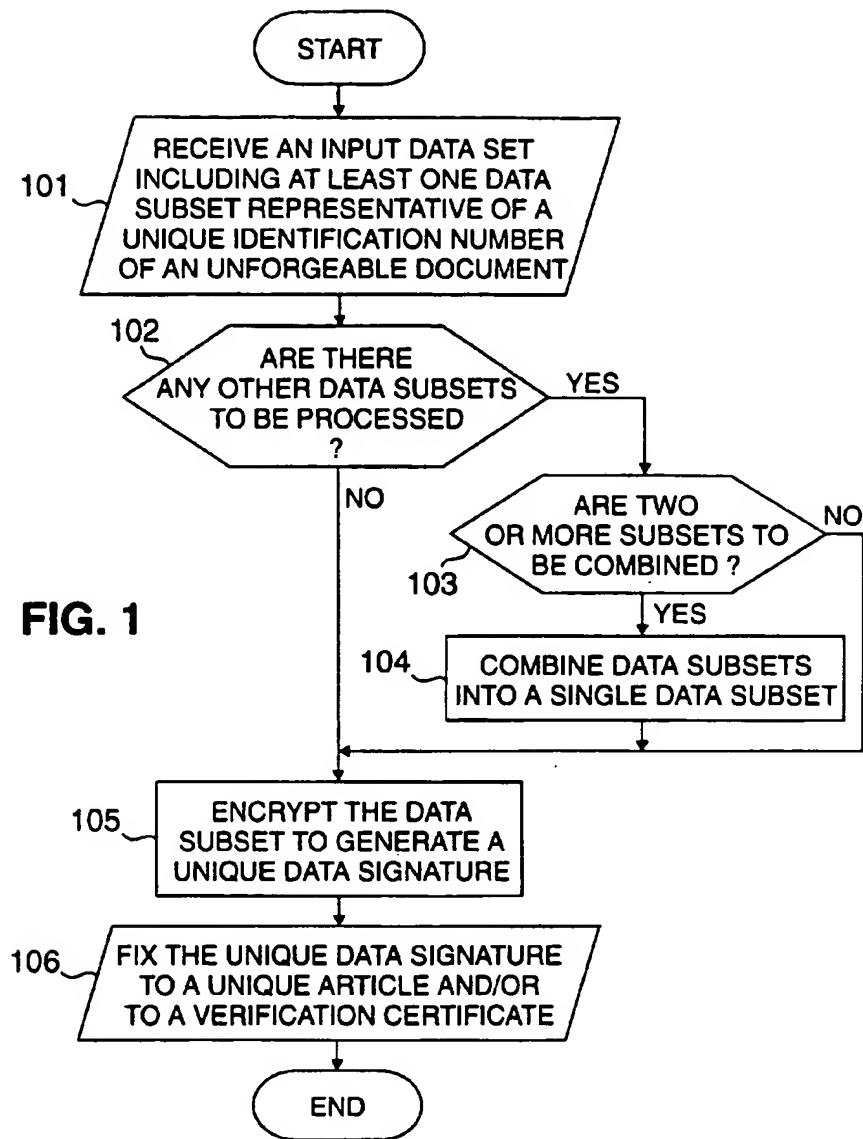 START
101
RECEIVE AN INPUT DATA SET
INCLUDING AT LEAST ONE DATA
SUBSET REPRESENTATIVE OF A
UNIQUE IDENTIFICATION NUMBER
OF AN UNFORGEABLE DOCUMENT
102
ARE THERE
ANY OTHER DATA SUBSETS
TO BE PROCESSED
?
YES
NO
ARE TWO
OR MORE SUBSETS TO
BE COMBINED ?
NO
103
YES
FIG. 1
104
COMBINE DATA SUBSETS
INTO A SINGLE DATA SUBSET
105
ENCRYPT THE DATA
SUBSET TO GENERATE A
UNIQUE DATA SIGNATURE
106
FIX THE UNIQUE DATA SIGNATURE
TO A UNIQUE ARTICLE AND/OR
TO A VERIFICATION CERTIFICATE
END